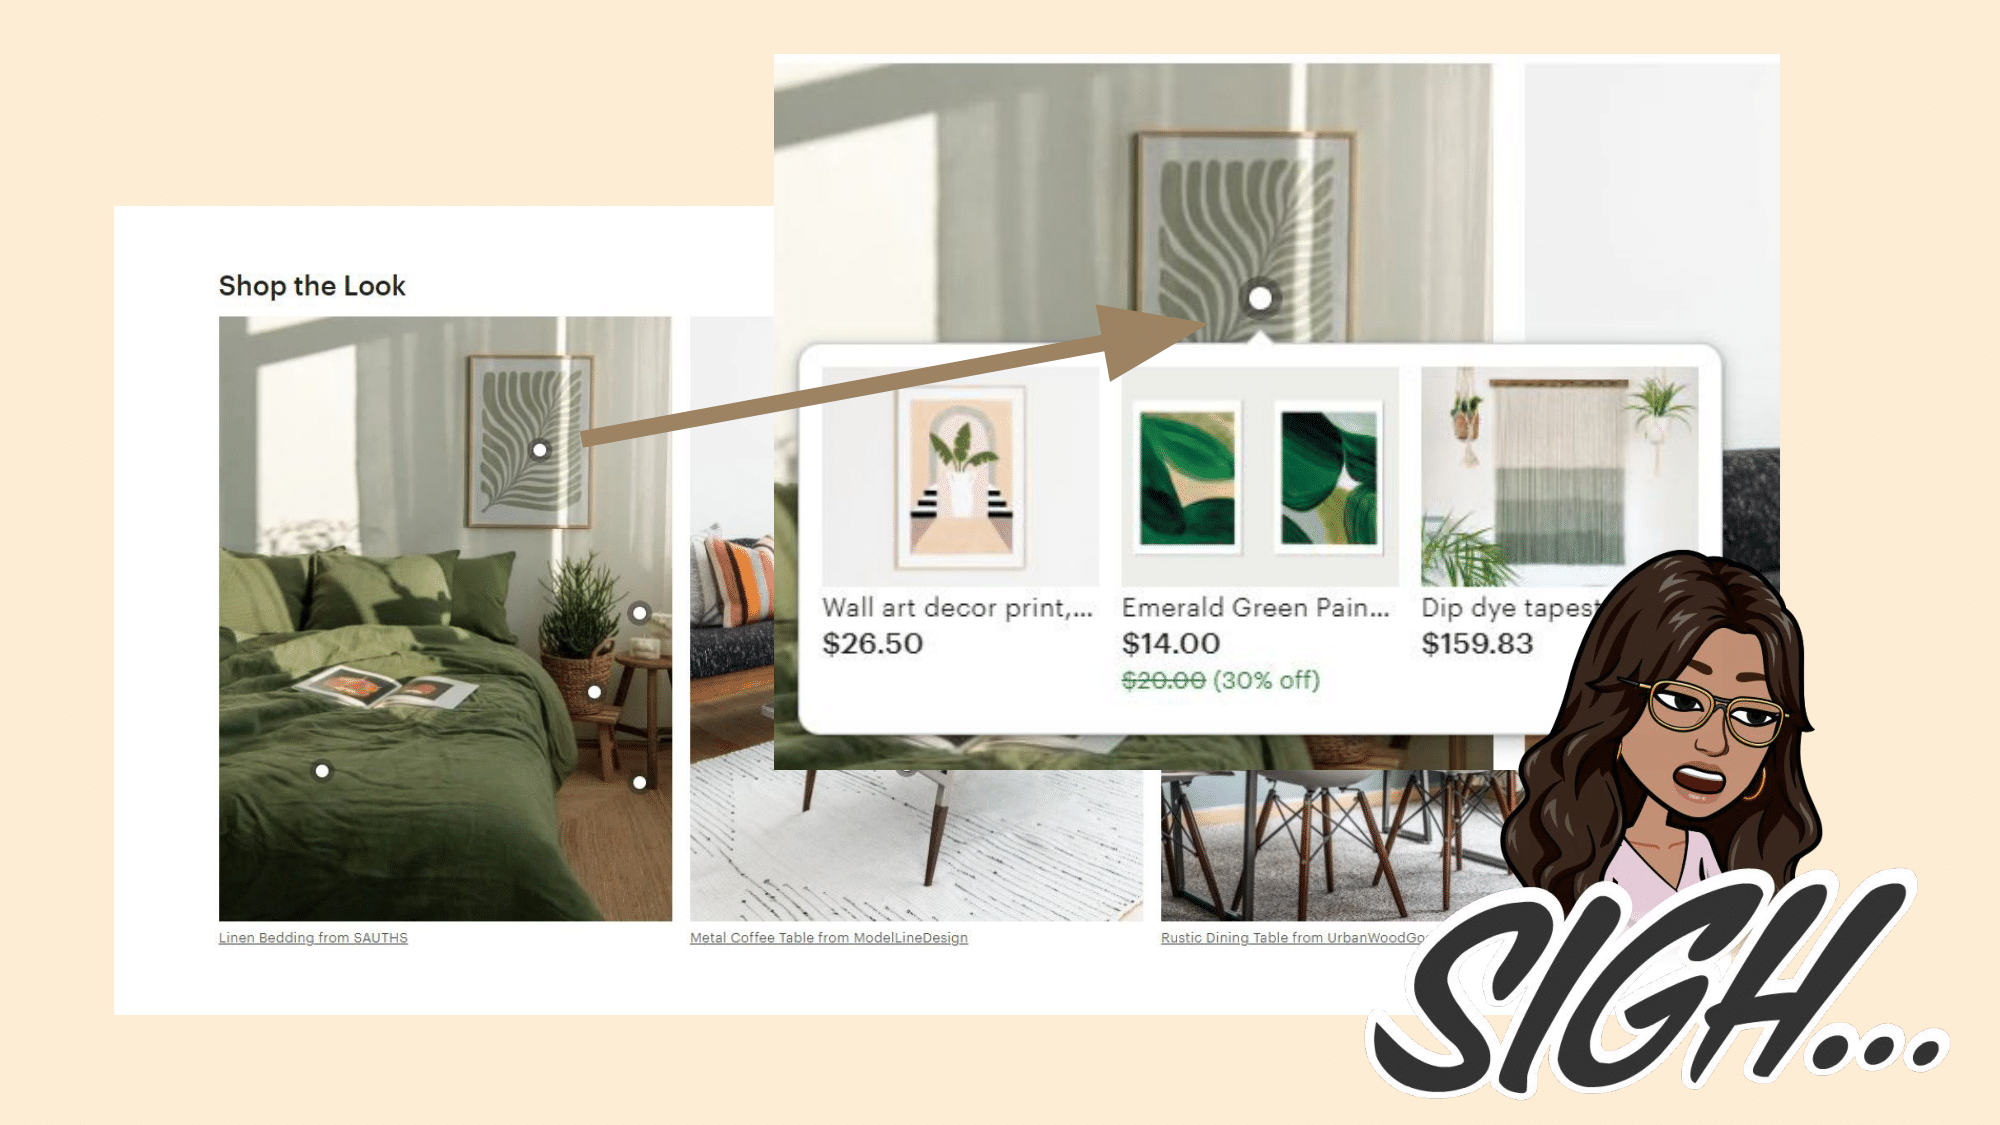 Shop the Look
Wall art decor print,...
$26.50
Emerald Green Pain...
$14.00
$20.00 (30% off)
Dip dye tapest
$159.83
Linen Bedding from SAUTHS
Metal Coffee Table from ModelLineDesign
Rustic Dining Table from UrbanWoodGo
SIGH...